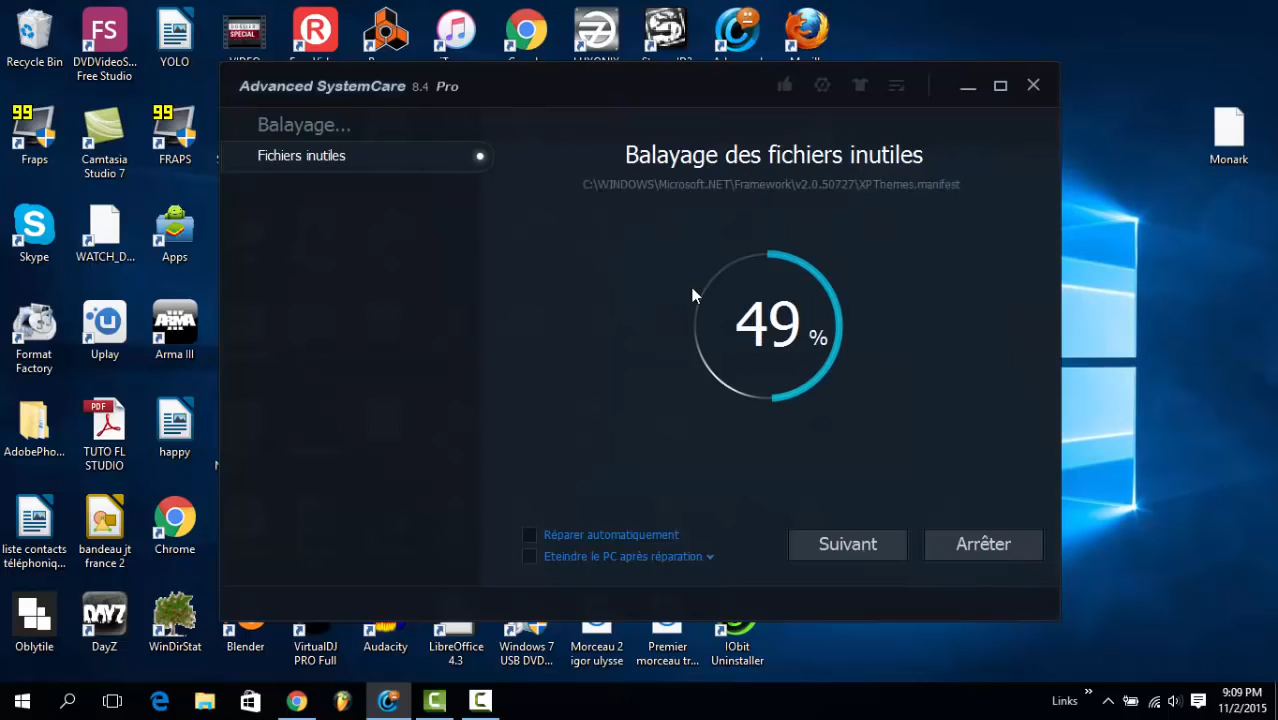 Recycle Bin
DVDVideoS...
Free Studio
YOLO
DOSSIER
SPECIAL
99
Fraps
Camtasia
Studio 7
99
FRAPS
Skype
WATCH_D...
Apps
Format
Factory
Uplay
ARMA
Arma III
AdobePho...
PDF
TUTO FL
STUDIO
happy
liste contacts
téléphoniq...
bandeau jt
france 2
Chrome
Oblytile
DAYZ
DayZ
WinDirStat
Blender
VirtualDJ
PRO Full
Audacity
LibreOffice
4.3
Windows 7
USB DVD...
Morceau 2
igor ulysse
Premier
morceau tr...
IObit
Uninstaller
Monark
Advanced SystemCare 8.4 Pro
Balayage...
Fichiers inutiles
Balayage des fichiers inutiles
C:\WINDOWS\Microsoft.NET\Framework\v2.0.50727\XPThemes.manifest
49 %
Réparer automatiquement
Eteindre le PC après réparation
Suivant
Arrêter
Links
9:09 PM
11/2/2015